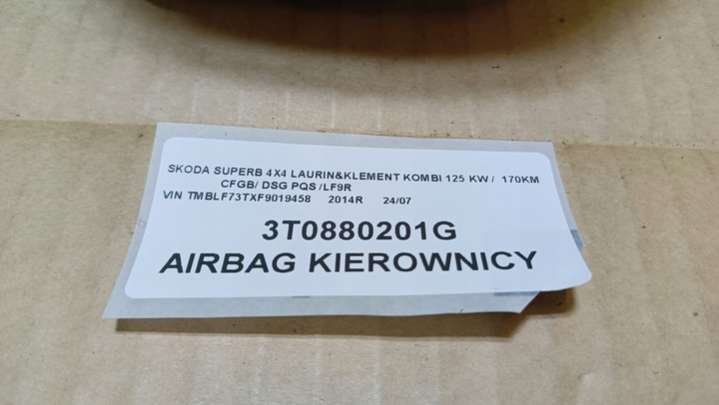 SKODA SUPERB 4X4 LAURIN&KLEMENT KOMBI 125 KW / 170KM
CFGB/ DSG PQS /LF9R
VIN TMBLF73TXF9019458 2014R 24/07
3T0880201G
AIRBAG KIEROWNICY